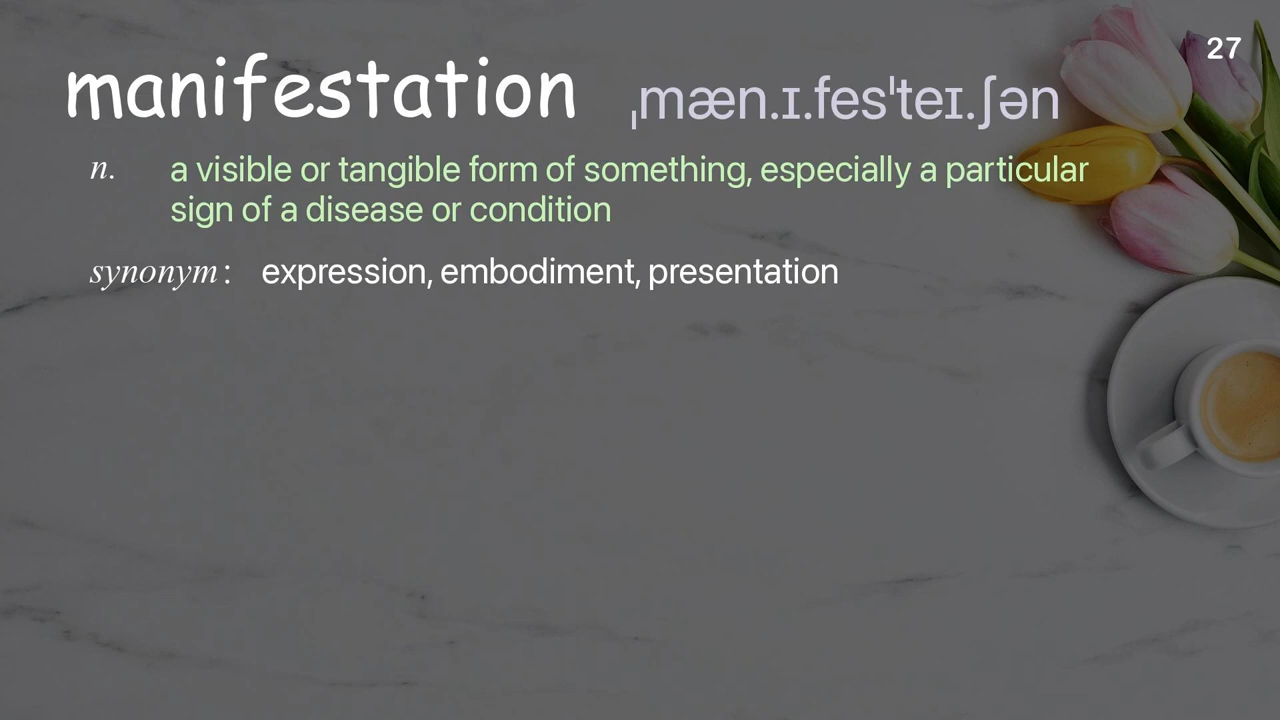 27
manifestation ˌmæn.ɪ.fesˈteɪ.ʃən
n. a visible or tangible form of something, especially a particular
sign of a disease or condition
synonym: expression, embodiment, presentation